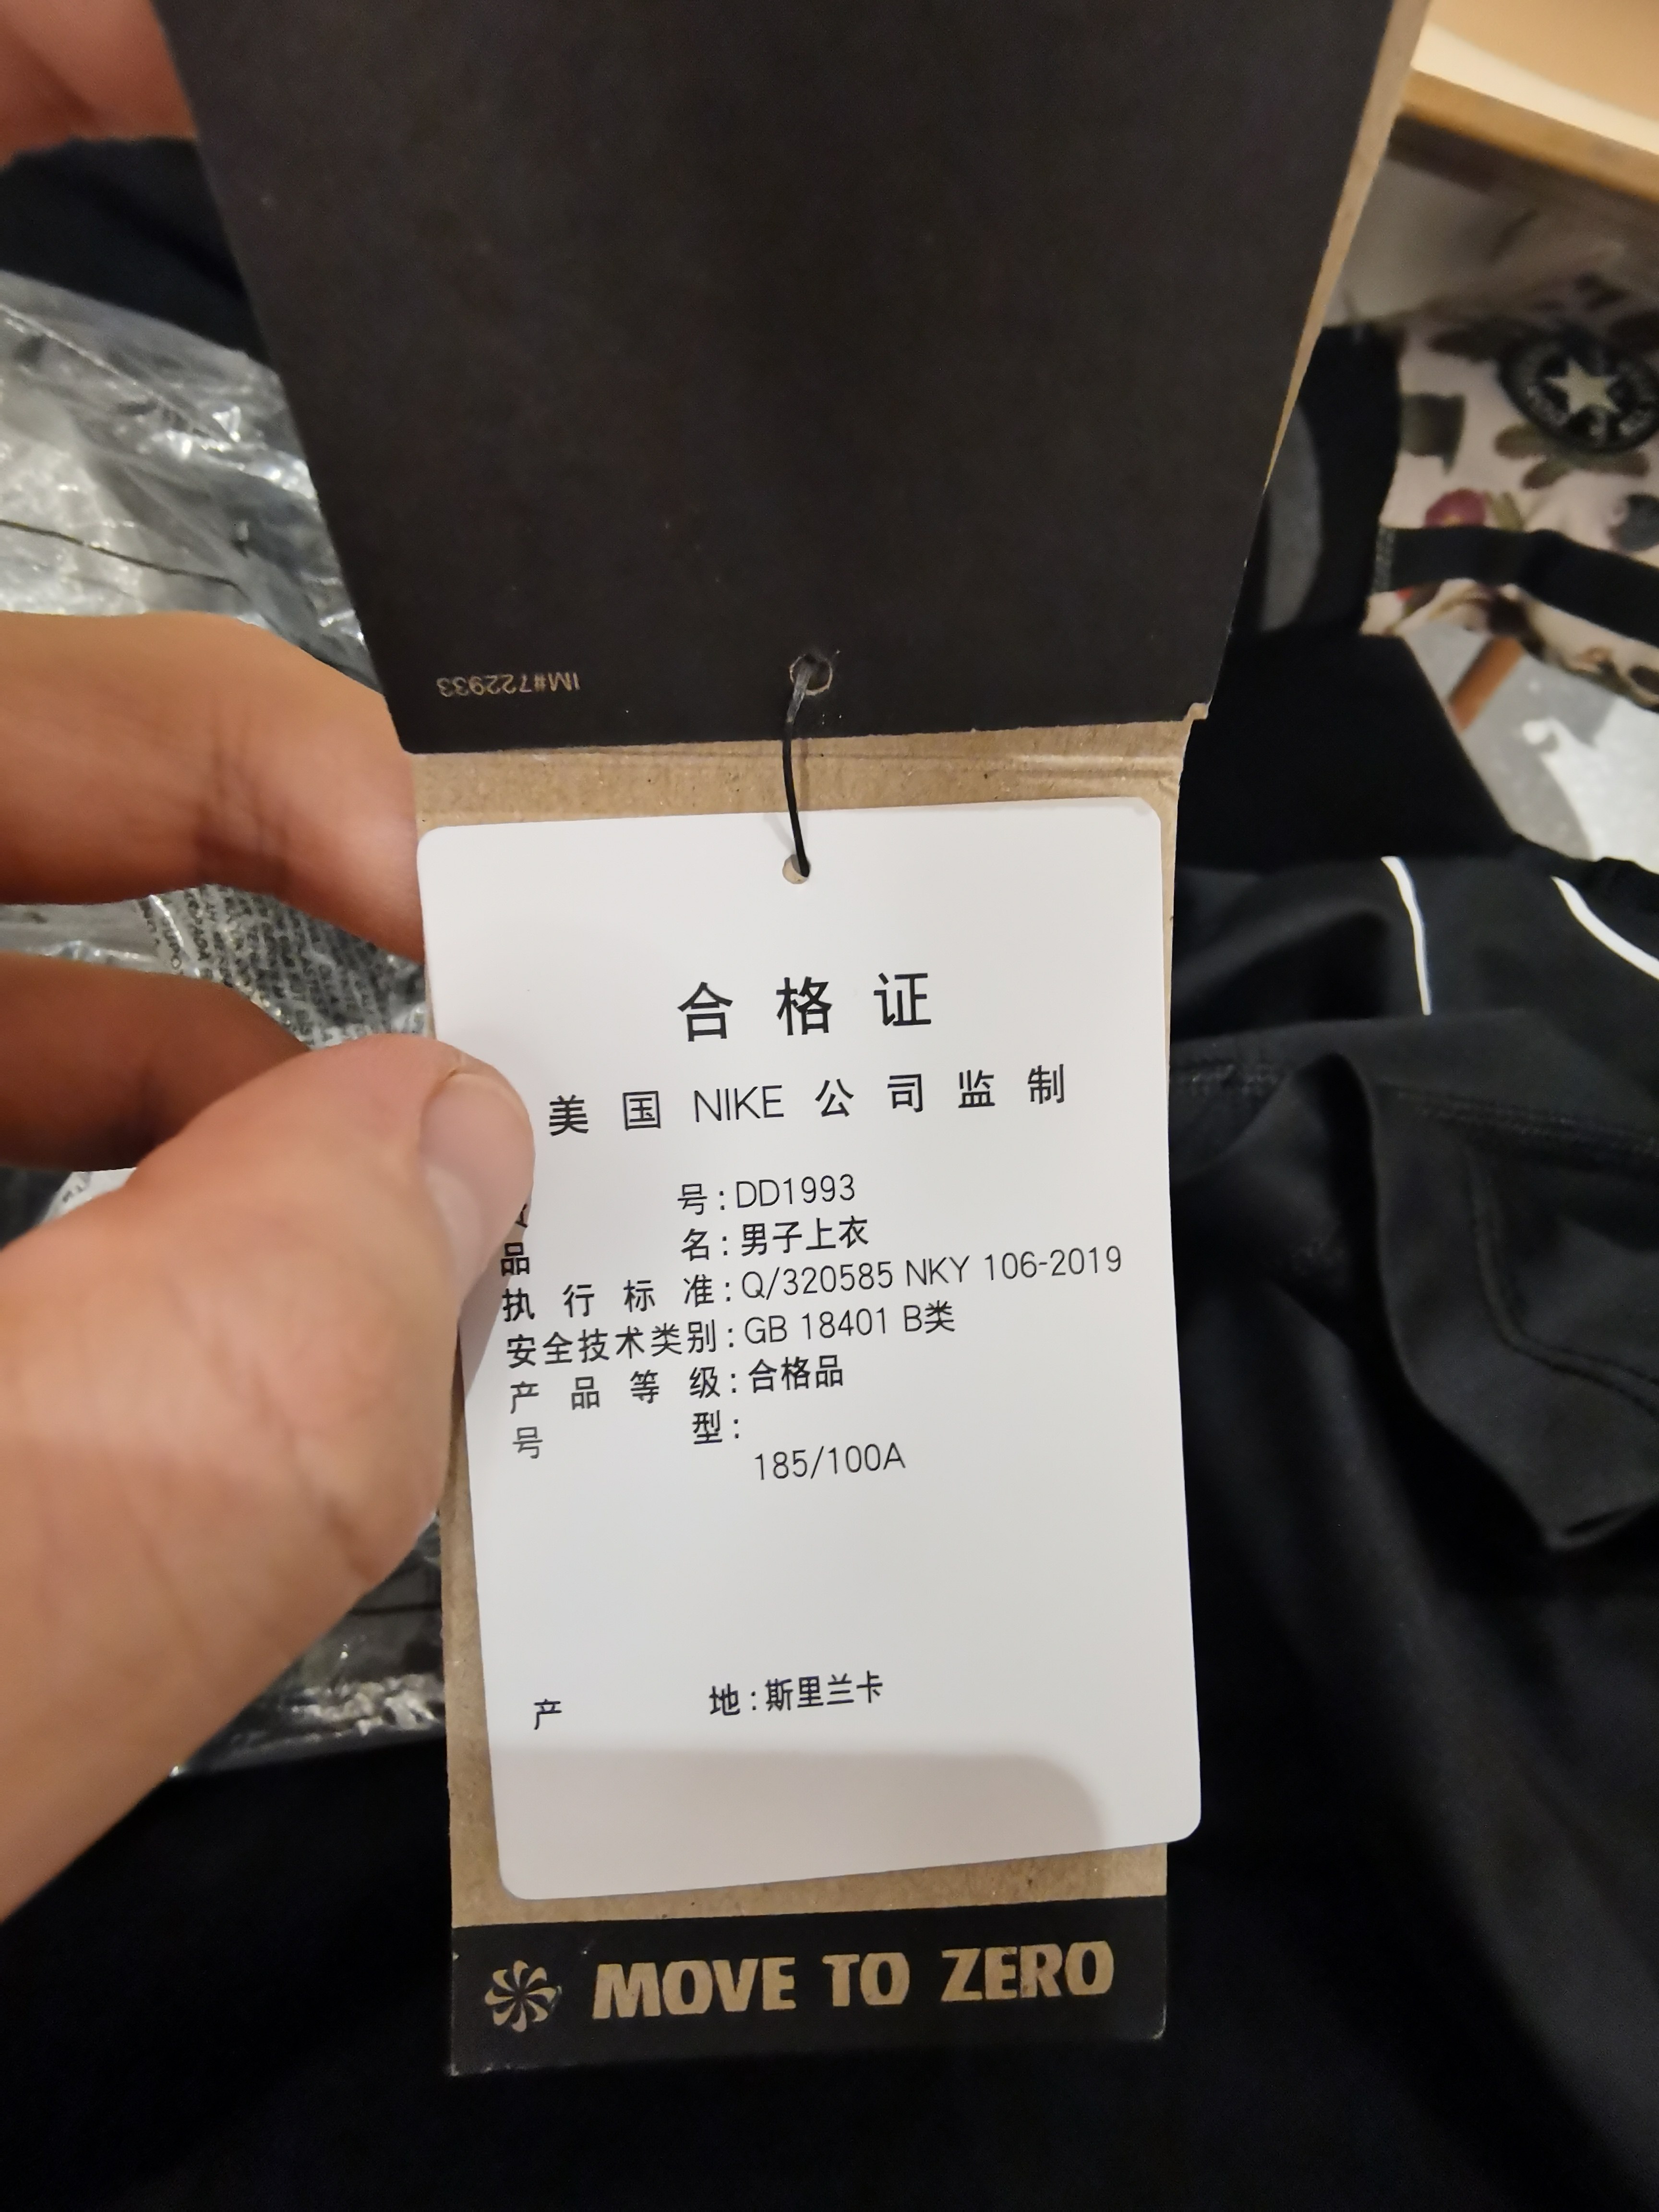 IM#722933
合格证
美国 NIKE 公司监制
号: DD1993
品名: 男子上衣
执行标准: Q/320585 NKY 106-2019
安全技术类别: GB 18401 B类
产品等级: 合格品
号型:
185/100A
产地: 斯里兰卡
MOVE TO ZERO